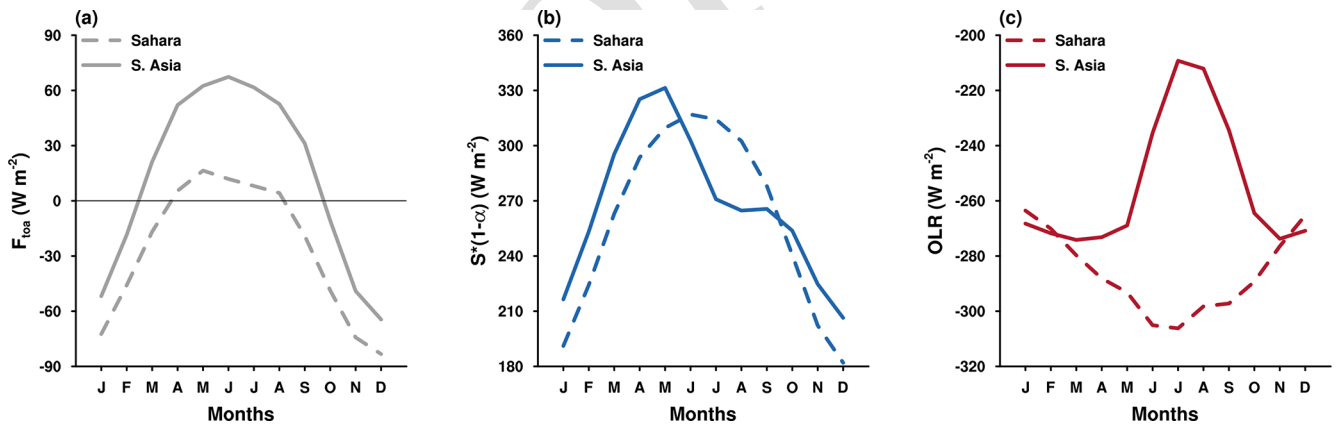 (a)
Sahara
S. Asia
F_toa (W m⁻²)
90
60
30
0
-30
-60
-90
J F M A M J J A S O N D
Months
(b)
Sahara
S. Asia
S*(1-α) (W m⁻²)
360
330
300
270
240
210
180
J F M A M J J A S O N D
Months
(c)
Sahara
S. Asia
OLR (W m⁻²)
-200
-220
-240
-260
-280
-300
-320
J F M A M J J A S O N D
Months